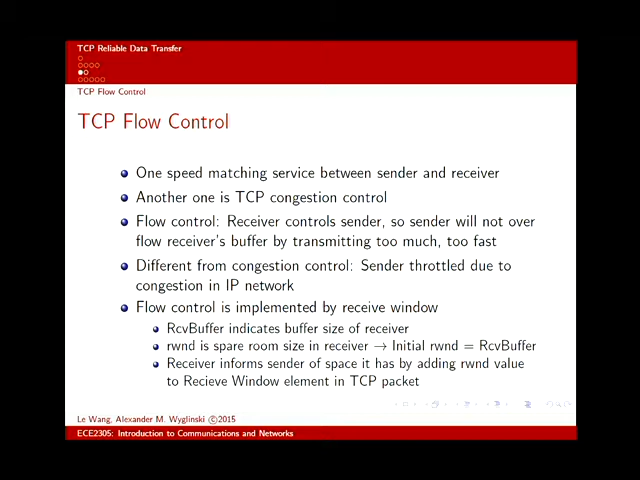 TCP Reliable Data Transfer
TCP Flow Control
TCP Flow Control
One speed matching service between sender and receiver
Another one is TCP congestion control
Flow control: Receiver controls sender, so sender will not over
flow receiver's buffer by transmitting too much, too fast
Different from congestion control: Sender throttled due to
congestion in IP network
Flow control is implemented by receive window
RcvBuffer indicates buffer size of receiver
rwnd is spare room size in receiver → Initial rwnd = RcvBuffer
Receiver informs sender of space it has by adding rwnd value
to Recieve Window element in TCP packet
Le Wang, Alexander M. Wyglinski ©2015
ECE2305: Introduction to Communications and Networks